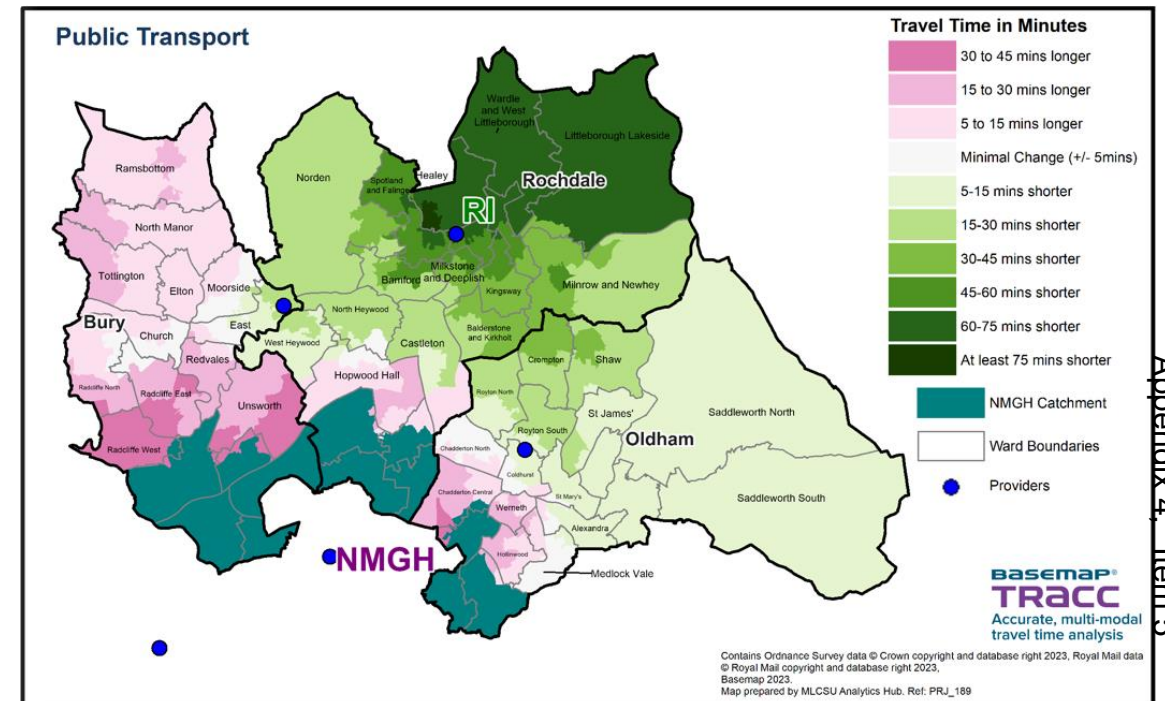 Public Transport
Travel Time in Minutes
30 to 45 mins longer
15 to 30 mins longer
5 to 15 mins longer
Minimal Change (+/- 5mins)
5-15 mins shorter
15-30 mins shorter
30-45 mins shorter
45-60 mins shorter
60-75 mins shorter
At least 75 mins shorter
NMGH Catchment
Ward Boundaries
Providers
Wardle
and West
Littleborough
Littleborough Lakeside
Ramsbottom
Norden
Spotland
and Falinge
Healey
Rochdale
RI
North Manor
Tottington
Elton
Moorside
Bamford
Milkstone
and Deeplish
Kingsway
Milnrow and Newhey
Bury
Church
East
North Heywood
West Heywood
Castleton
Balderstone
and Kirkholt
Redvales
Radcliffe North
Radcliffe East
Unsworth
Hopwood Hall
Crompton
Shaw
Royton North
Radcliffe West
St James'
Saddleworth North
Royton South
Oldham
Chadderton North
Coldhurst
Chadderton Central
St Mary's
Saddleworth South
Werneth
Alexandra
Hollinwood
Medlock Vale
NMGH
BASEMAP®
TRACC
Accurate, multi-modal
travel time analysis
Contains Ordnance Survey data © Crown copyright and database right 2023, Royal Mail data
© Royal Mail copyright and database right 2023,
Basemap 2023.
Map prepared by MLCSU Analytics Hub. Ref: PRJ_189